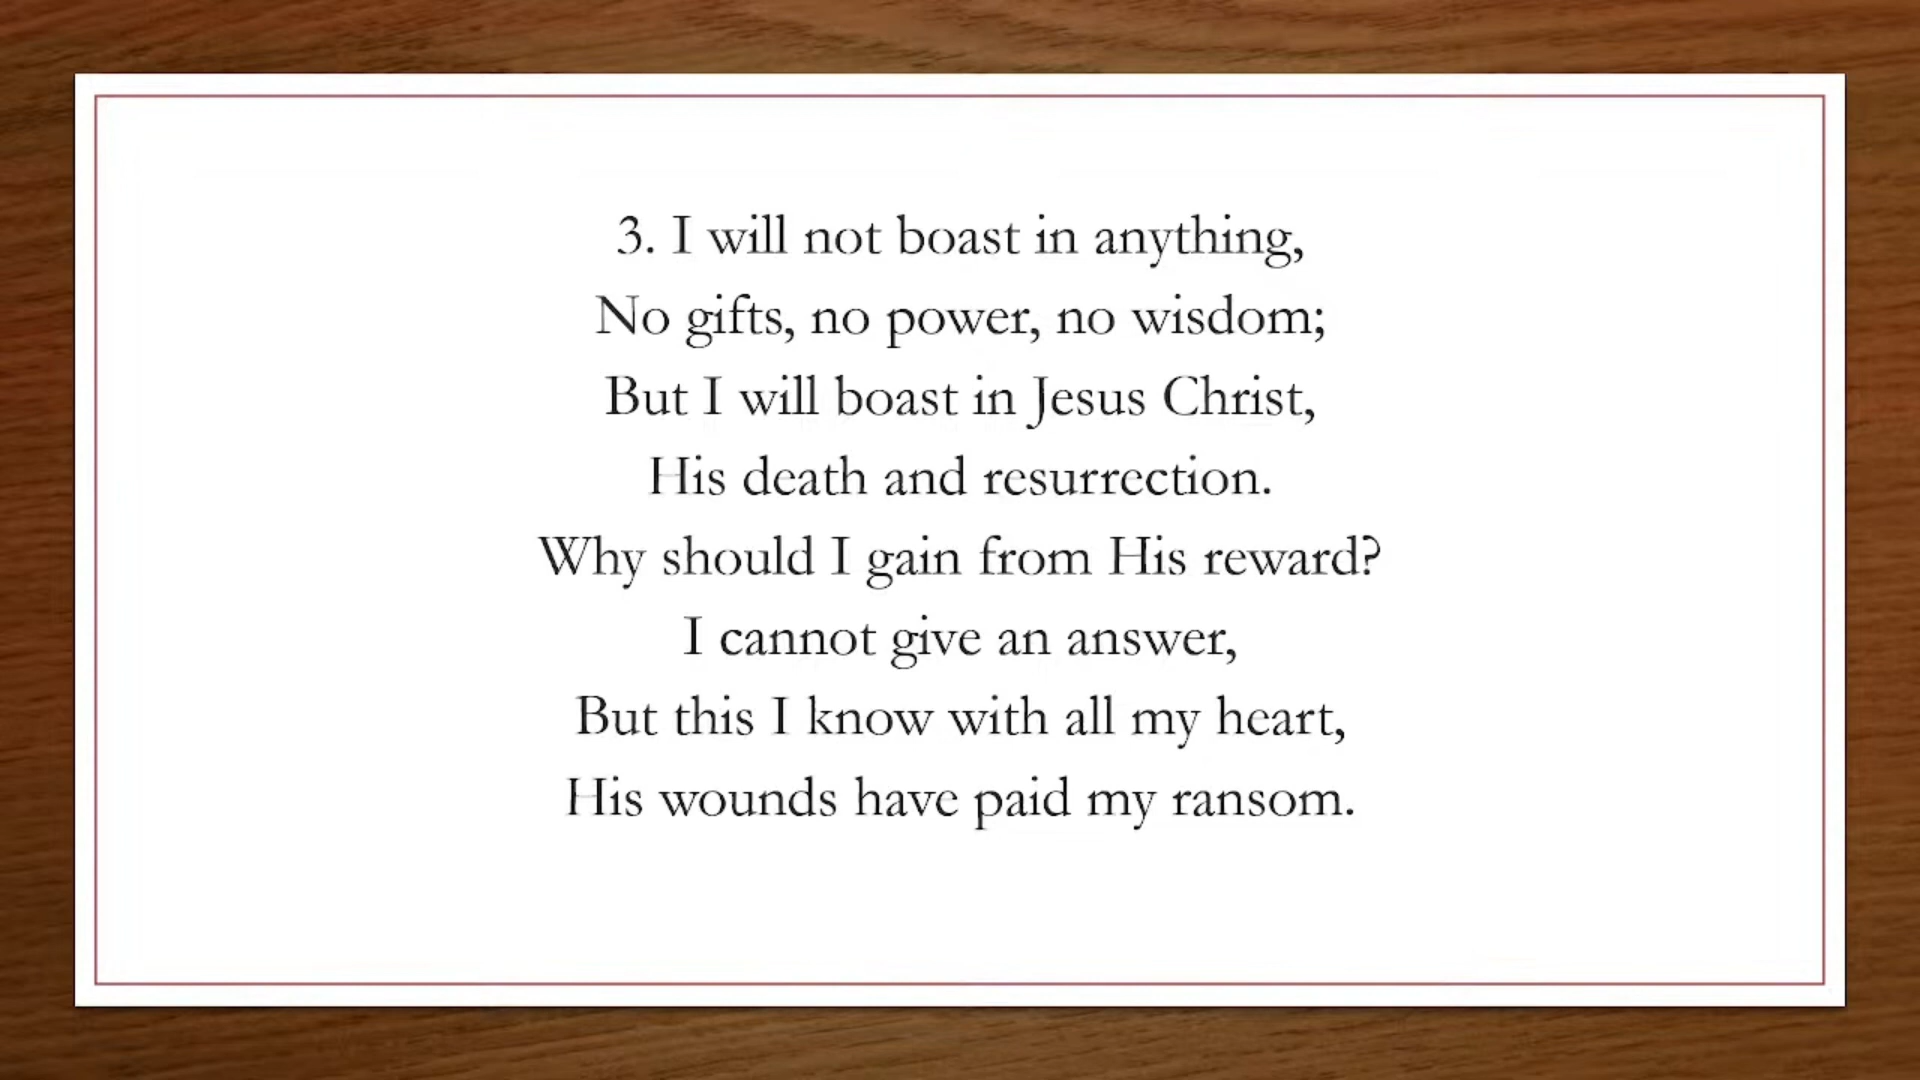 3. I will not boast in anything,
No gifts, no power, no wisdom;
But I will boast in Jesus Christ,
His death and resurrection.
Why should I gain from His reward?
I cannot give an answer,
But this I know with all my heart,
His wounds have paid my ransom.